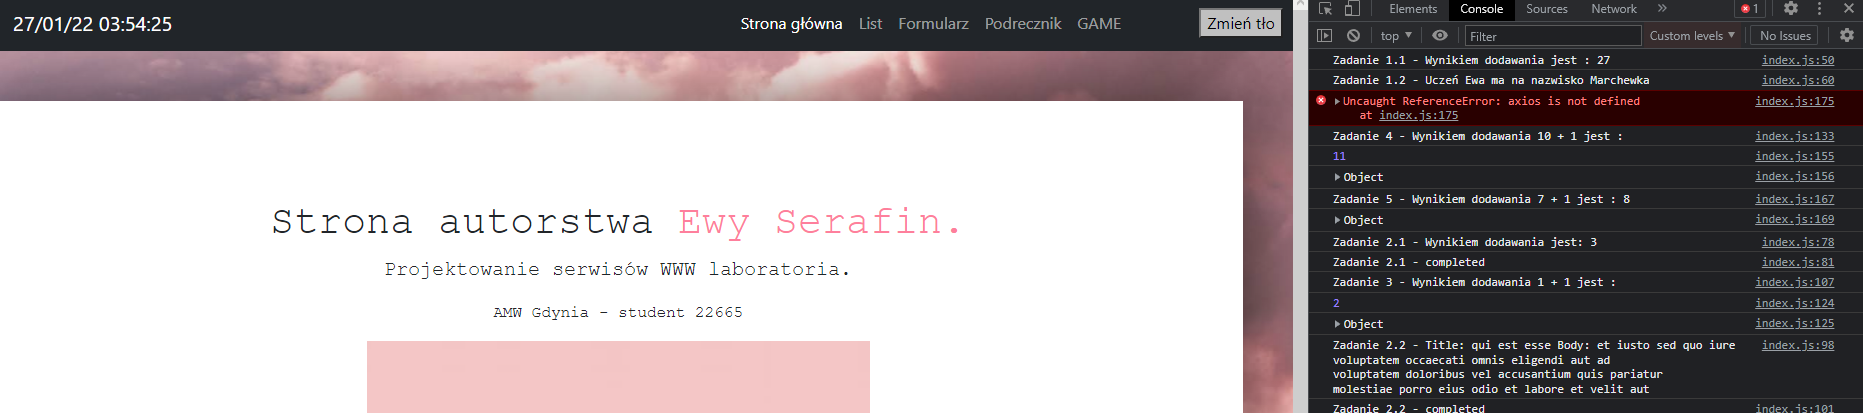 27/01/22 03:54:25
Strona główna List Formularz Podrecznik GAME
Zmień tło
Strona autorstwa Ewy Serafin.
Projektowanie serwisów WWW laboratoria.
AMW Gdynia - student 22665
Elements Console Sources Network » 1
top Filter Custom levels No Issues
Zadanie 1.1 - Wynikiem dodawania jest : 27 index.js:50
Zadanie 1.2 - Uczeń Ewa ma na nazwisko Marchewka index.js:60
Uncaught ReferenceError: axios is not defined index.js:175
at index.js:175
Zadanie 4 - Wynikiem dodawania 10 + 1 jest : index.js:133
11 index.js:155
Object index.js:156
Zadanie 5 - Wynikiem dodawania 7 + 1 jest : 8 index.js:167
Object index.js:169
Zadanie 2.1 - Wynikiem dodawania jest: 3 index.js:78
Zadanie 2.1 - completed index.js:81
Zadanie 3 - Wynikiem dodawania 1 + 1 jest : index.js:107
2 index.js:124
Object index.js:125
Zadanie 2.2 - Title: qui est esse Body: et iusto sed quo iure index.js:98
voluptatem occaecati omnis eligendi aut ad
voluptatem doloribus vel accusantium quis pariatur
molestiae porro eius odio et labore et velit aut
Zadanie 2.2 - completed index.js:101